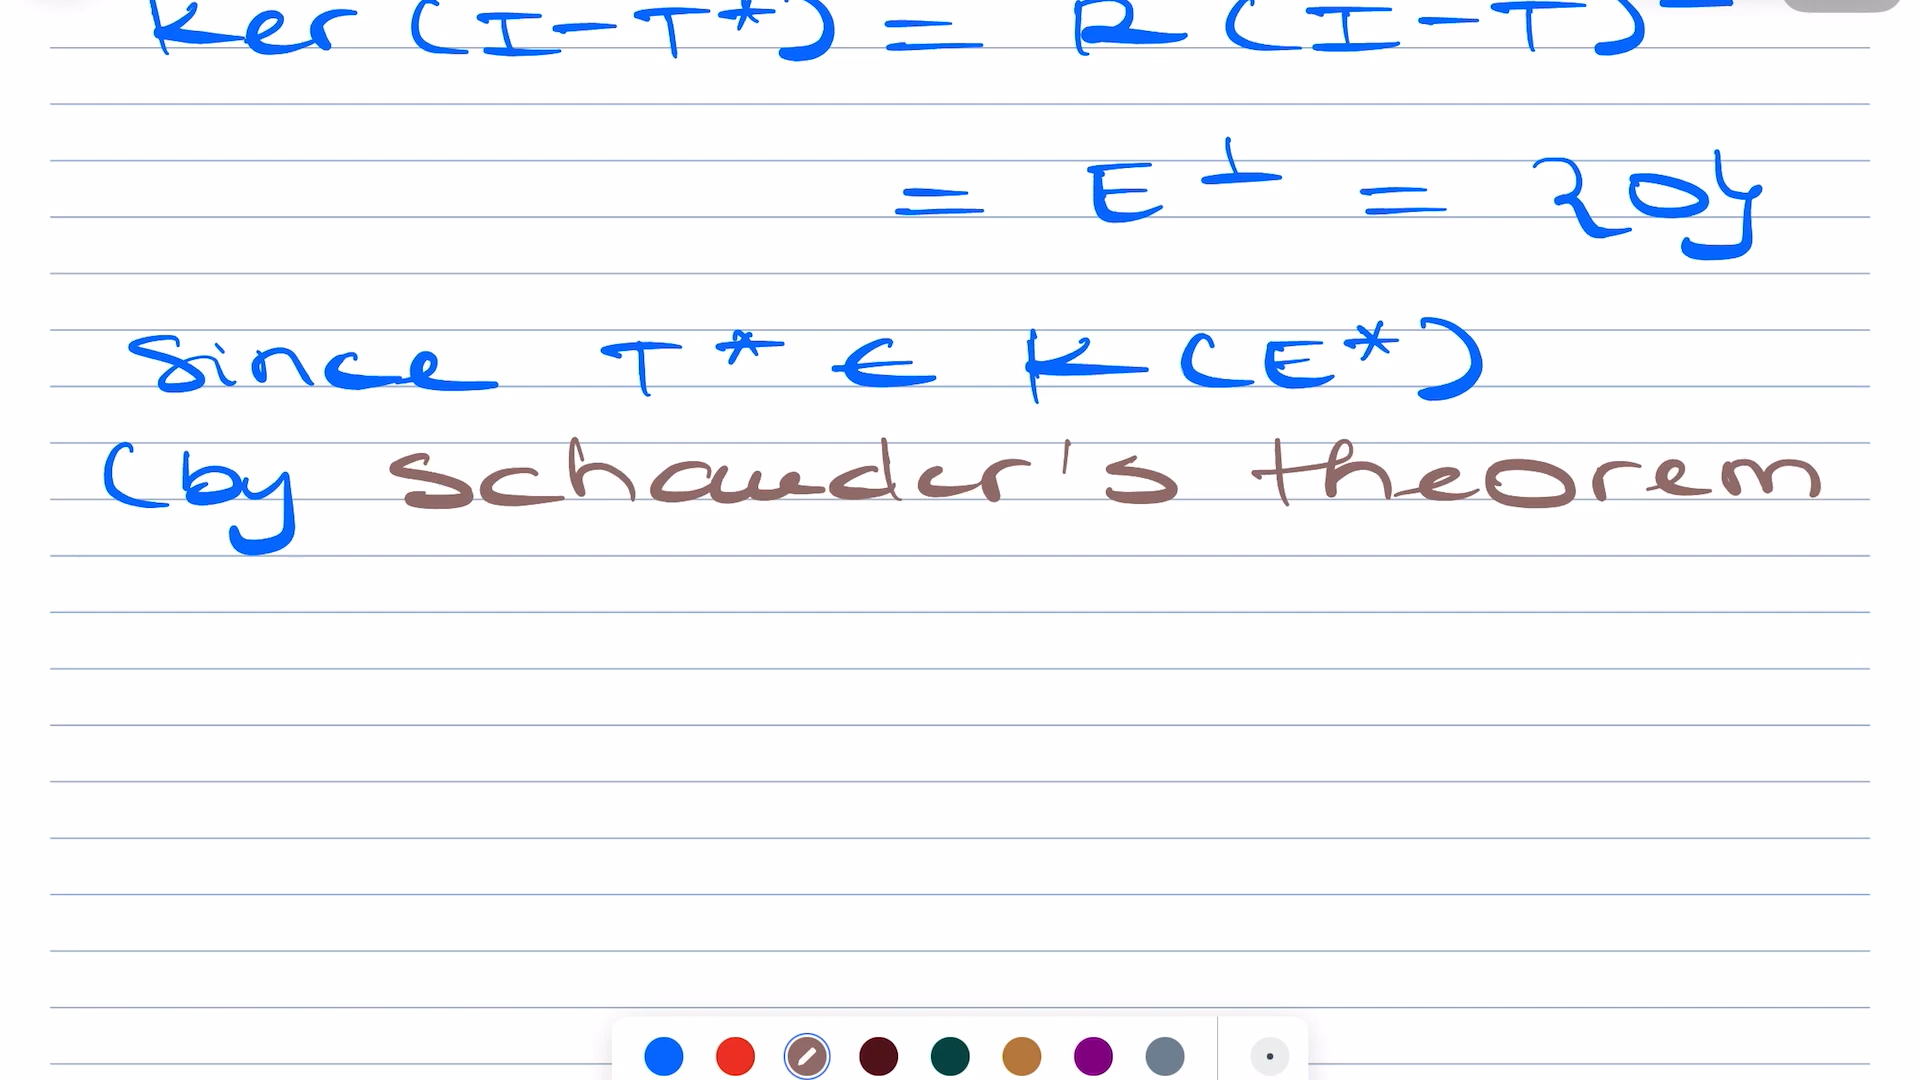 Ker (I-T*) = R (I-T)⊥
= E⊥ = {0}
Since T* ∈ K(E*)
(by Schauder's theorem